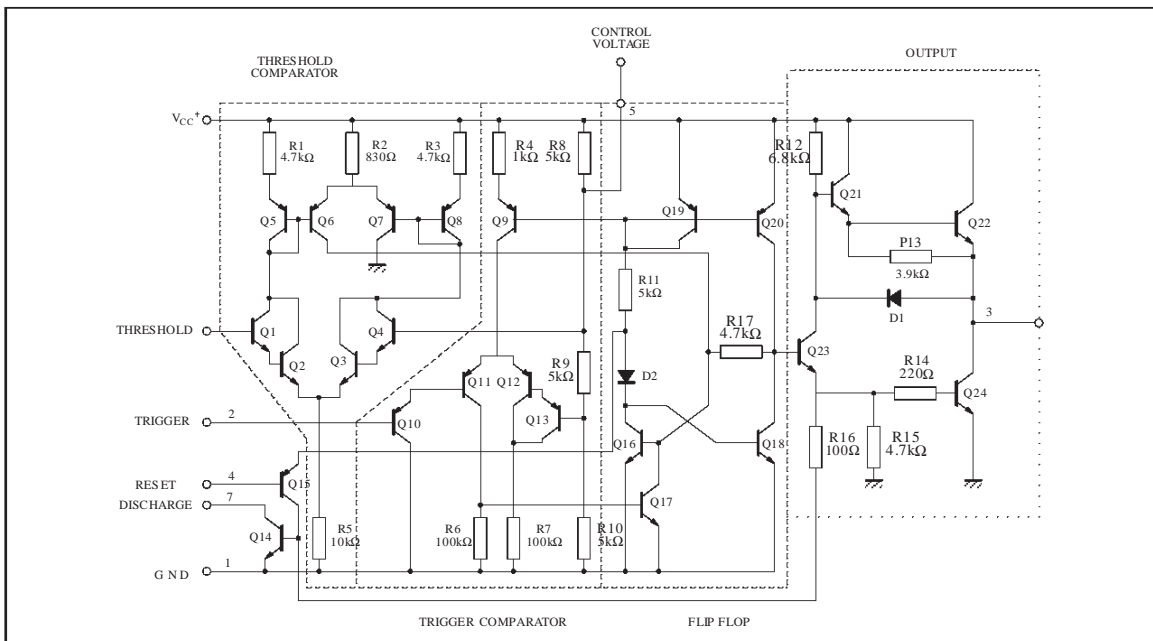 CONTROL
VOLTAGE
OUTPUT
THRESHOLD
COMPARATOR
5
VCC+
R1
4.7kΩ
R2
830Ω
R3
4.7kΩ
R4
1kΩ
R8
5kΩ
R12
6.8kΩ
Q21
Q5
Q6
Q7
Q8
Q9
Q19
Q20
Q22
P13
3.9kΩ
R11
5kΩ
D1
3
THRESHOLD
Q1
Q4
R17
4.7kΩ
Q23
Q2
Q3
R9
5kΩ
Q11
Q12
D2
R14
220Ω
Q24
TRIGGER
2
Q10
Q13
Q16
Q18
R16
100Ω
R15
4.7kΩ
RESET
4
Q15
DISCHARGE
7
Q17
Q14
R5
10kΩ
R6
100kΩ
R7
100kΩ
R10
5kΩ
GND
1
TRIGGER COMPARATOR
FLIP FLOP